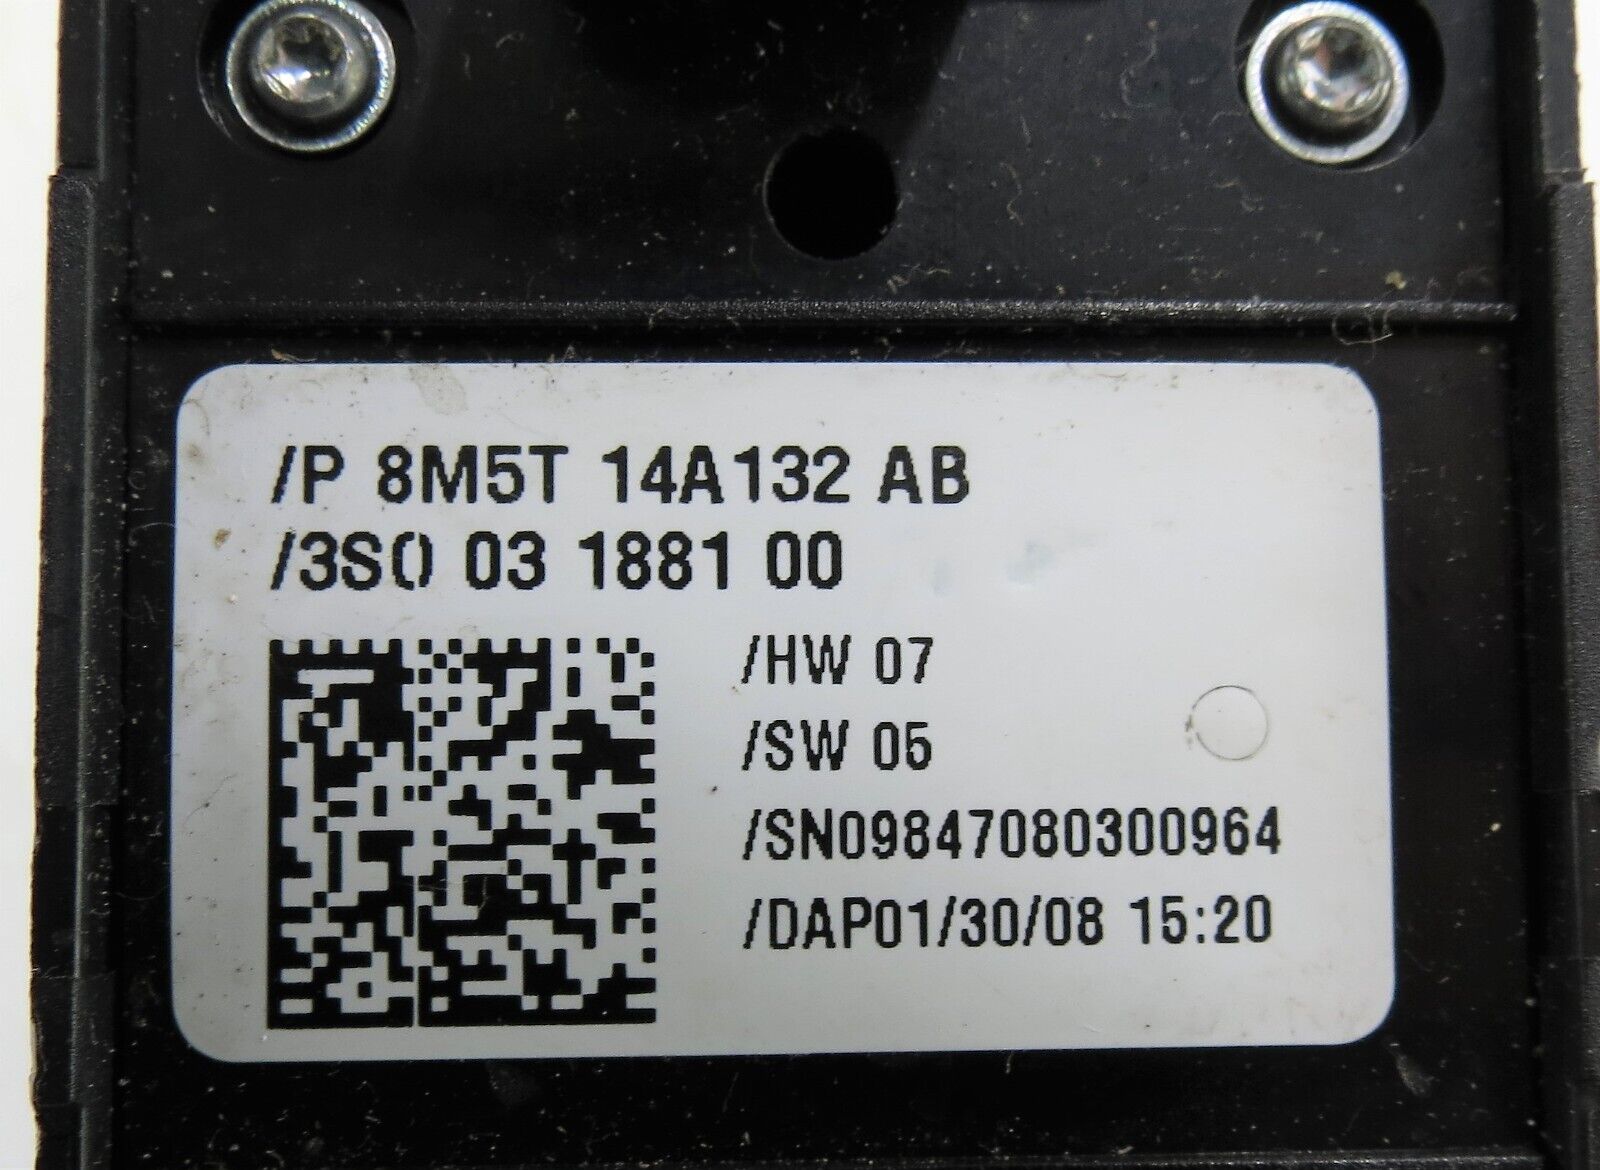 /P 8M5T 14A132 AB
/3S0 03 1881 00
/HW 07
/SW 05
/SN09847080300964
/DAP01/30/08 15:20